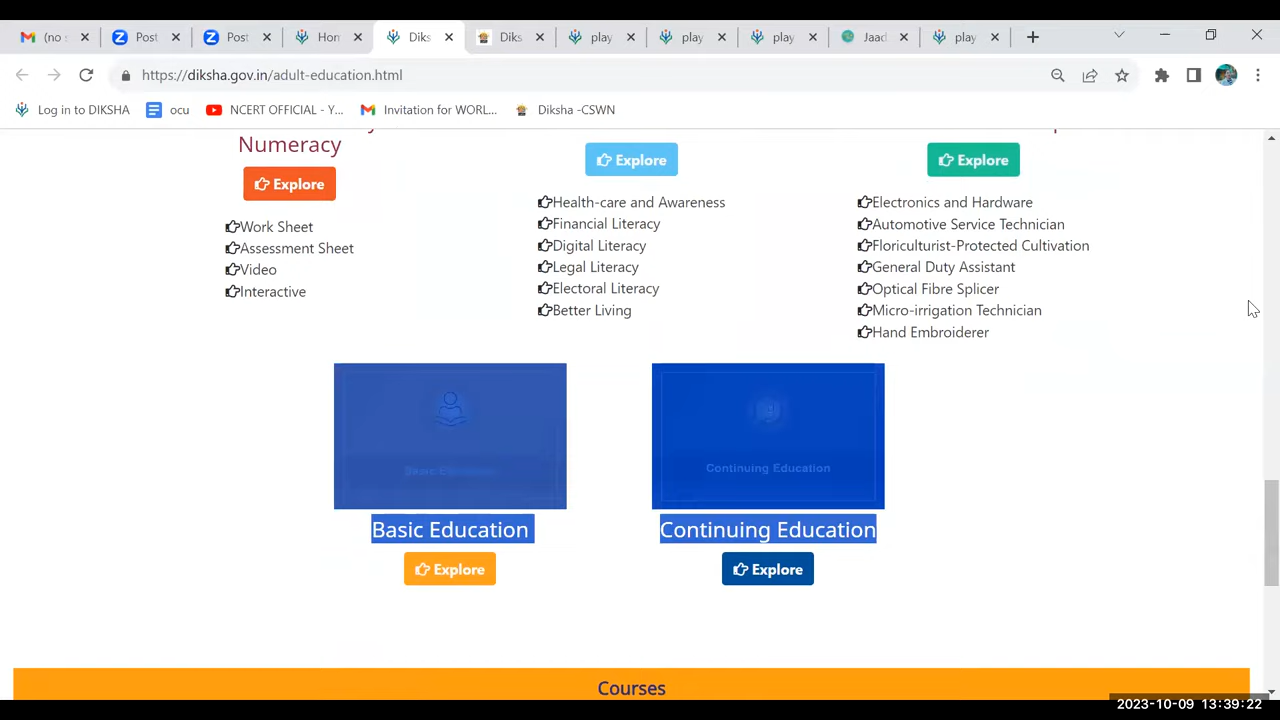 (no s
Post
Post
Hor
Diks
Diks
play
play
play
Jaad
play
https://diksha.gov.in/adult-education.html
Log in to DIKSHA
ocu
NCERT OFFICIAL - Y...
Invitation for WORL...
Diksha -CSWN
Numeracy
Explore
Work Sheet
Assessment Sheet
Video
Interactive
Explore
Health-care and Awareness
Financial Literacy
Digital Literacy
Legal Literacy
Electoral Literacy
Better Living
Explore
Electronics and Hardware
Automotive Service Technician
Floriculturist-Protected Cultivation
General Duty Assistant
Optical Fibre Splicer
Micro-irrigation Technician
Hand Embroiderer
Basic Education
Basic Education
Explore
Continuing Education
Continuing Education
Explore
Courses
2023-10-09 13:39:22